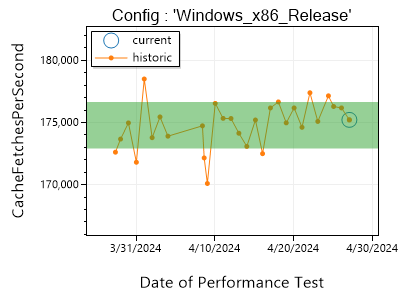 Config : 'Windows_x86_Release'
current
historic
180,000
175,000
170,000
CacheFetchesPerSecond
3/31/2024 4/10/2024 4/20/2024 4/30/2024
Date of Performance Test